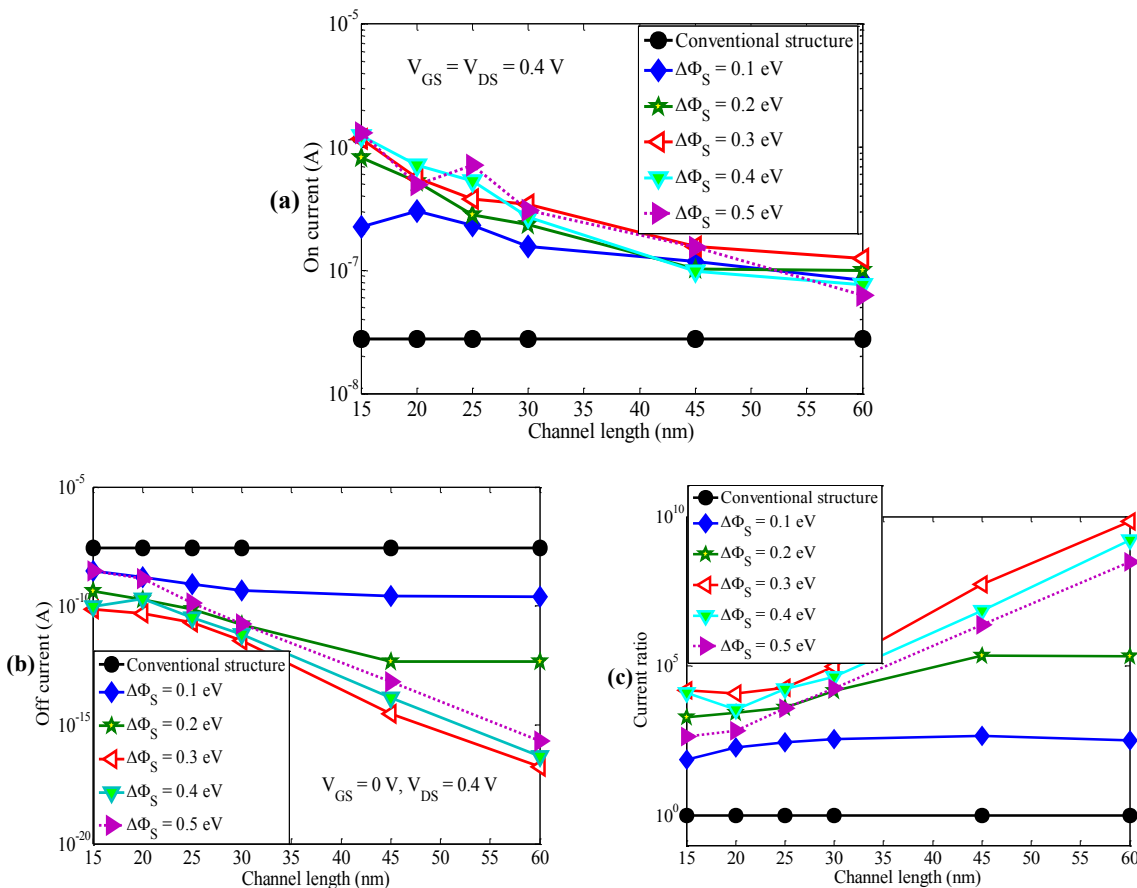 (a)
On current (A)
10⁻⁵
10⁻⁶
10⁻⁷
10⁻⁸
V_GS = V_DS = 0.4 V
Conventional structure
ΔΦ_S = 0.1 eV
ΔΦ_S = 0.2 eV
ΔΦ_S = 0.3 eV
ΔΦ_S = 0.4 eV
ΔΦ_S = 0.5 eV
15 20 25 30 35 40 45 50 55 60
Channel length (nm)
(b)
Off current (A)
10⁻⁵
10⁻¹⁰
10⁻¹⁵
10⁻²⁰
Conventional structure
ΔΦ_S = 0.1 eV
ΔΦ_S = 0.2 eV
ΔΦ_S = 0.3 eV
ΔΦ_S = 0.4 eV
ΔΦ_S = 0.5 eV
V_GS = 0 V, V_DS = 0.4 V
15 20 25 30 35 40 45 50 55 60
Channel length (nm)
(c)
Current ratio
10¹⁰
10⁵
10⁰
Conventional structure
ΔΦ_S = 0.1 eV
ΔΦ_S = 0.2 eV
ΔΦ_S = 0.3 eV
ΔΦ_S = 0.4 eV
ΔΦ_S = 0.5 eV
15 20 25 30 35 40 45 50 55 60
Channel length (nm)